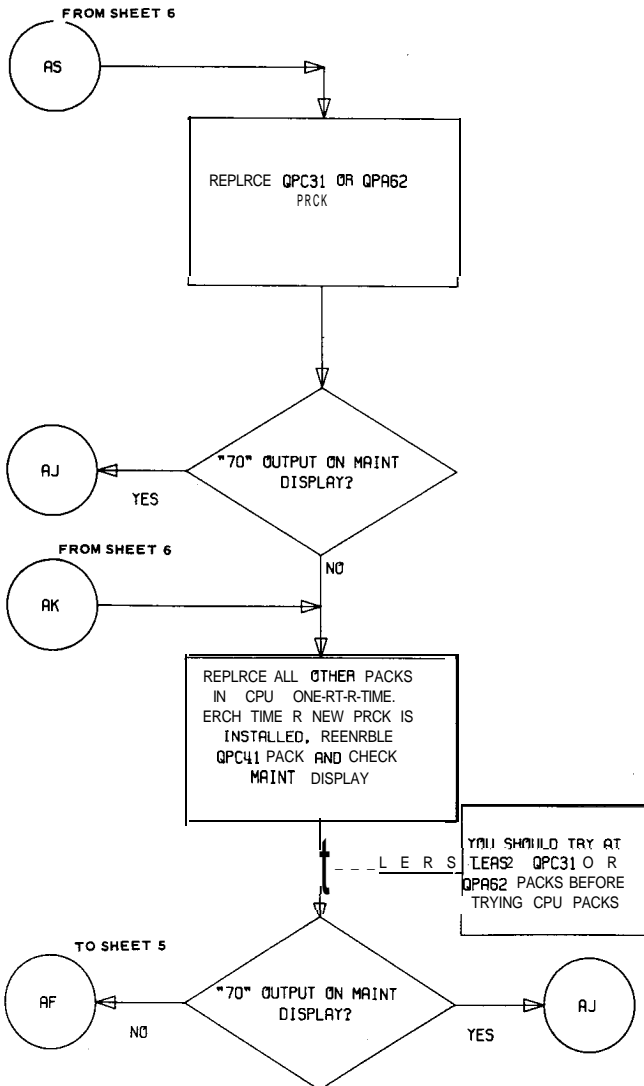 FROM SHEET 6
AS
REPLRCE QPC31 OR QPA62
PRCK
"70" OUTPUT ON MAINT
DISPLAY?
AJ
YES
NO
FROM SHEET 6
AK
REPLRCE ALL OTHER PACKS
IN CPU ONE-RT-R-TIME.
ERCH TIME R NEW PRCK IS
INSTALLED, REENRBLE
QPC41 PACK AND CHECK
MAINT DISPLAY
L E R S
YOU SHOULD TRY AT
LEAS2 QPC31 O R
QPA62 PACKS BEFORE
TRYING CPU PACKS
TO SHEET 5
AF
NO
"70" OUTPUT ON MAINT
DISPLAY?
YES
AJ